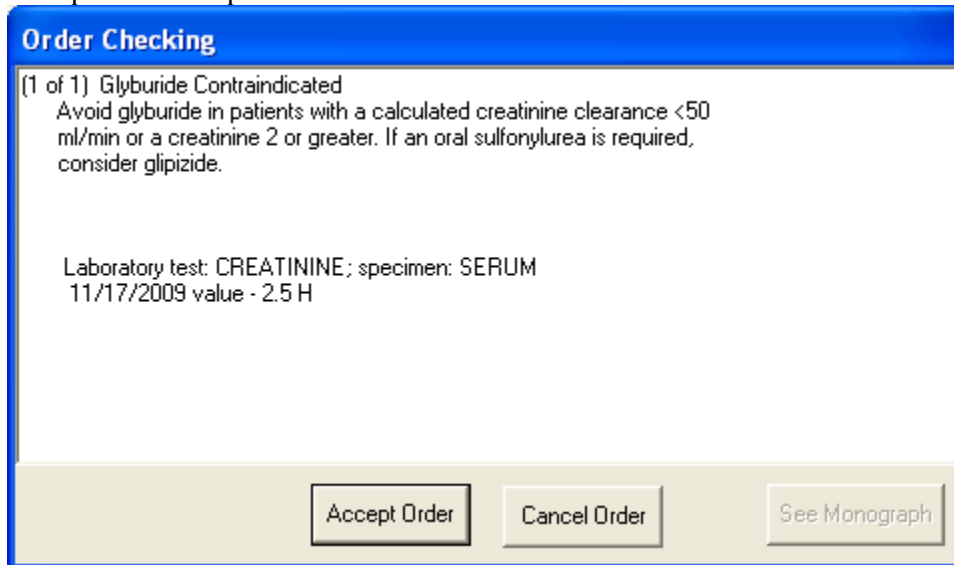 Order Checking
(1 of 1) Glyburide Contraindicated
Avoid glyburide in patients with a calculated creatinine clearance <50
ml/min or a creatinine 2 or greater. If an oral sulfonylurea is required,
consider glipizide.
Laboratory test: CREATININE; specimen: SERUM
11/17/2009 value - 2.5 H
Accept Order Cancel Order See Monograph